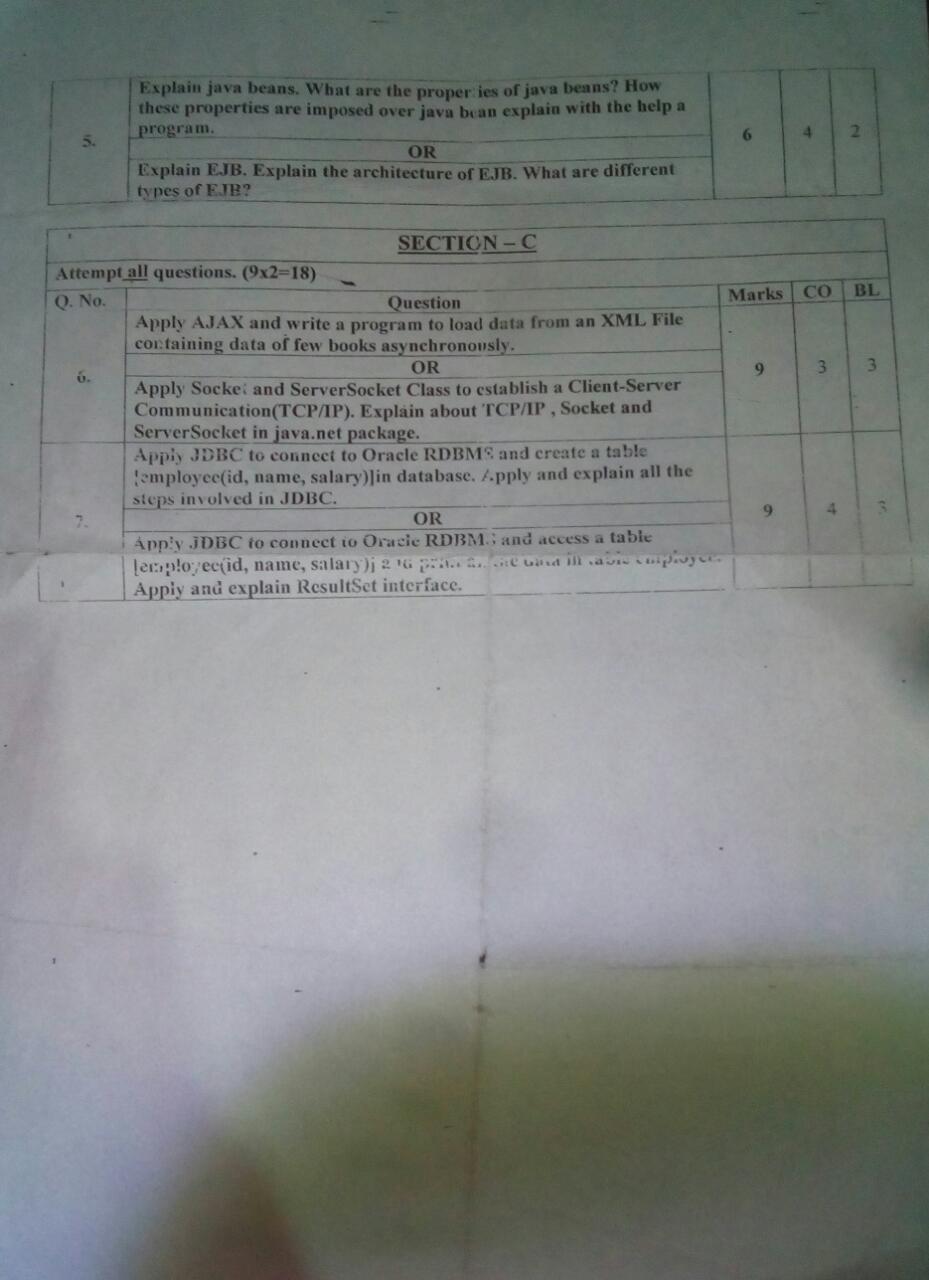 Explain java beans. What are the properties of java beans? How
these properties are imposed over java bean explain with the help a
program.
5.
6 4 2
OR
Explain EJB. Explain the architecture of EJB. What are different
types of EJB?
SECTION – C
Attempt all questions. (9x2=18)
Q. No. Question Marks CO BL
Apply AJAX and write a program to load data from an XML File
containing data of few books asynchronously.
OR
6.
9 3 3
Apply Socket and ServerSocket Class to establish a Client-Server
Communication(TCP/IP). Explain about TCP/IP , Socket and
ServerSocket in java.net package.
Apply JDBC to connect to Oracle RDBMS and create a table
[employee(id, name, salary)]in database. Apply and explain all the
steps involved in JDBC.
7.
9 4 3
OR
Apply JDBC to connect to Oracle RDBMS and access a table
[employee(id, name, salary)] data in table
Apply and explain ResultSet interface.